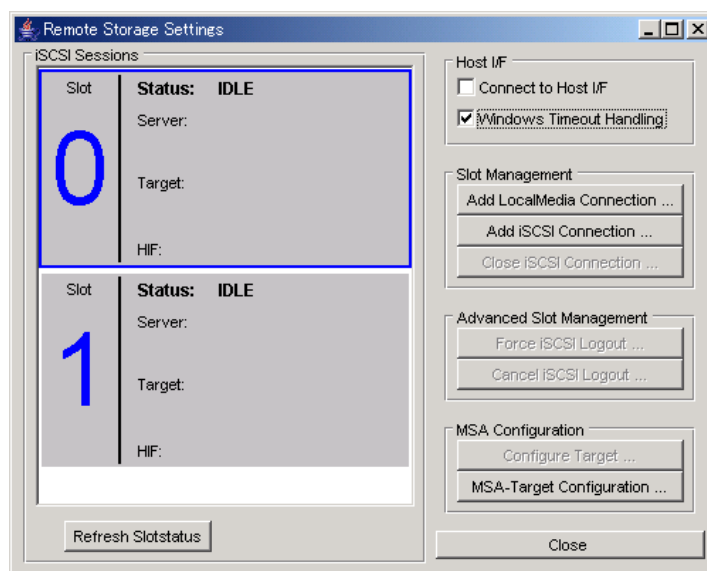 Remote Storage Settings
iSCSI Sessions
Slot
0
Status: IDLE
Server:
Target:
HIF:
Slot
1
Status: IDLE
Server:
Target:
HIF:
Refresh Slotstatus
Host I/F
Connect to Host I/F
Windows Timeout Handling
Slot Management
Add LocalMedia Connection ...
Add iSCSI Connection ...
Close iSCSI Connection ...
Advanced Slot Management
Force iSCSI Logout ...
Cancel iSCSI Logout ...
MSA Configuration
Configure Target ...
MSA-Target Configuration ...
Close